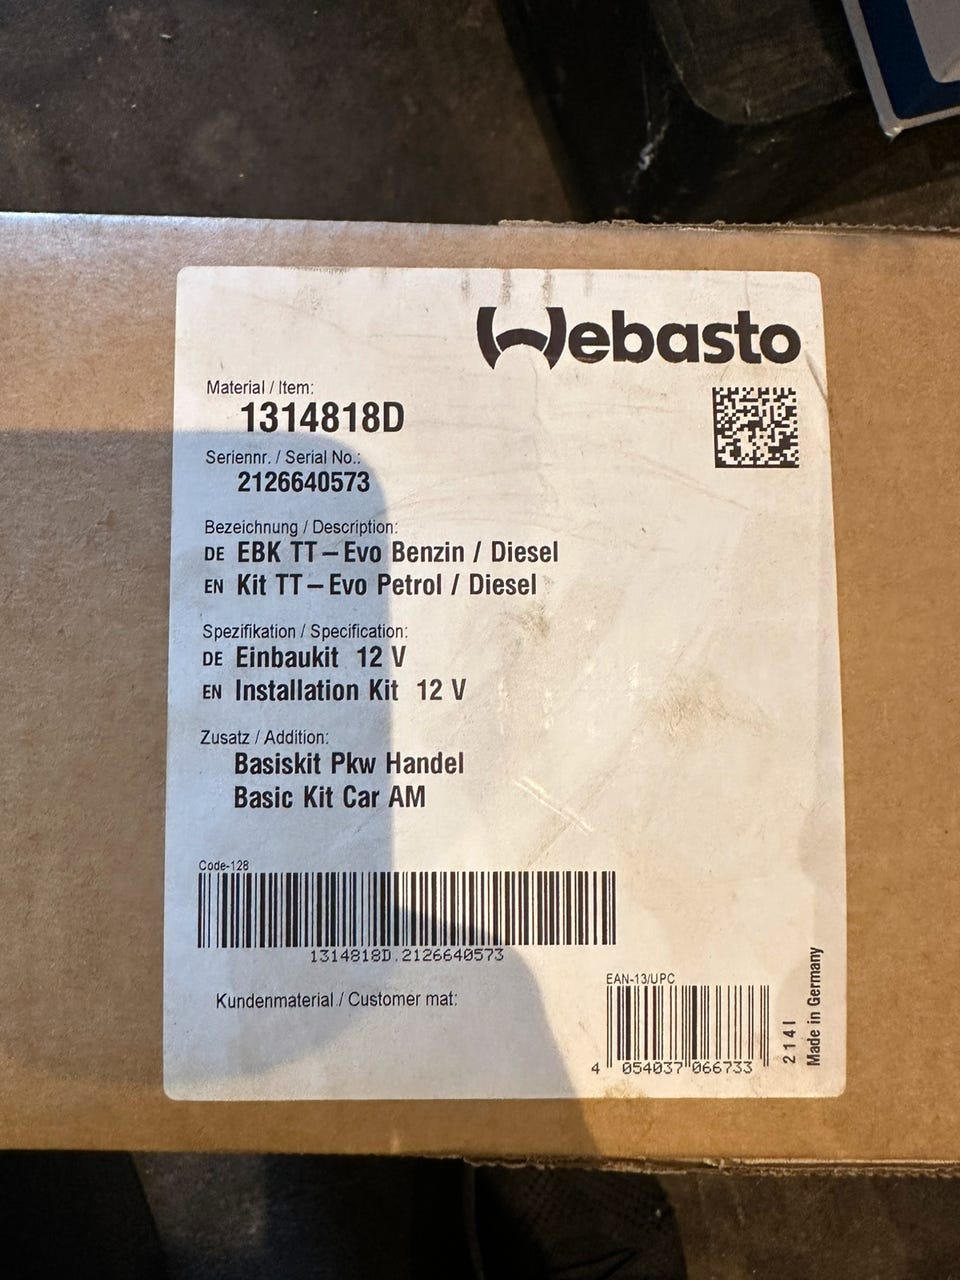 Webasto
Material / Item:
1314818D
Seriennr. / Serial No.:
2126640573
Bezeichnung / Description:
DE EBK TT – Evo Benzin / Diesel
EN Kit TT – Evo Petrol / Diesel
Spezifikation / Specification:
DE Einbaukit 12 V
EN Installation Kit 12 V
Zusatz / Addition:
Basiskit Pkw Handel
Basic Kit Car AM
Code-128
1314818D.2126640573
Kundenmaterial / Customer mat:
EAN-13/UPC
4 054037 066733
214I
Made in Germany